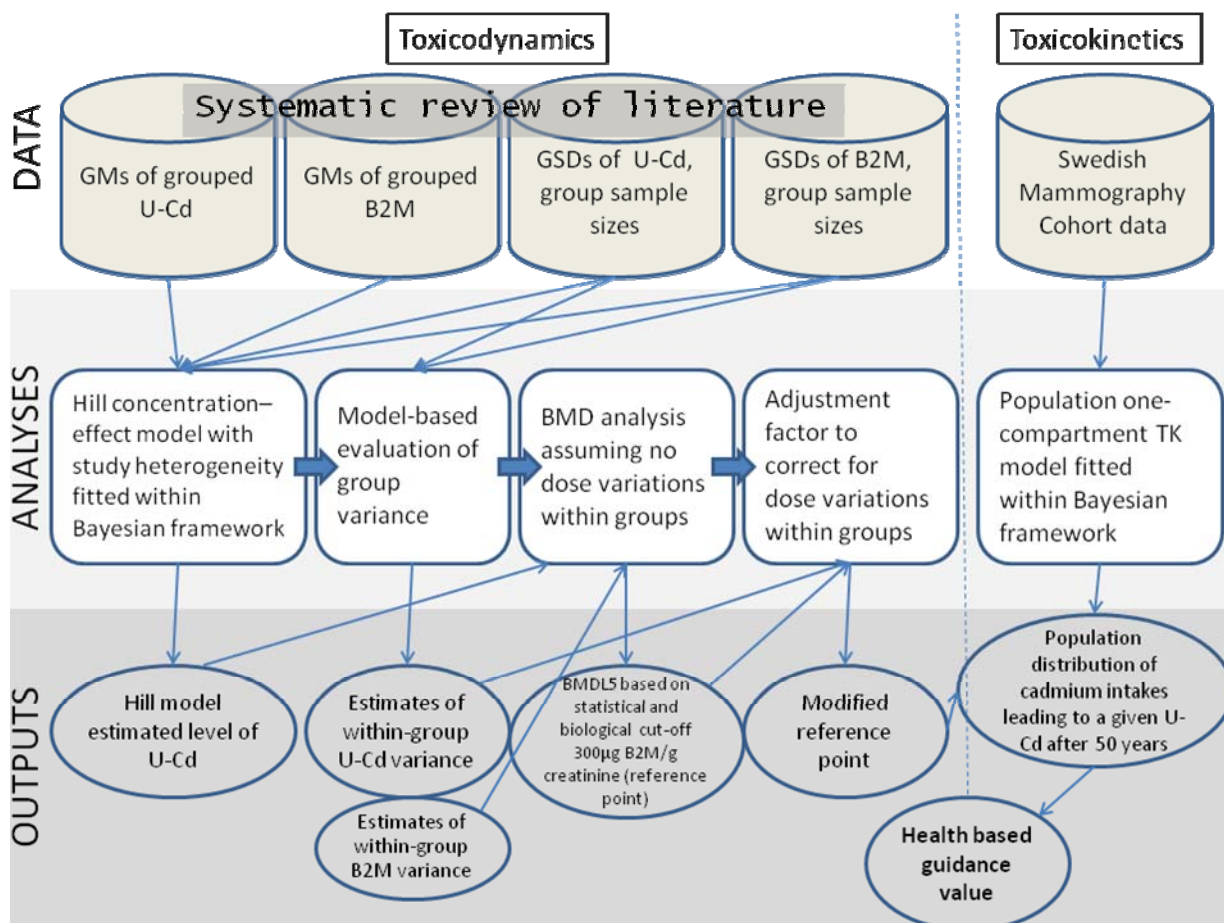 Toxicodynamics
Toxicokinetics
DATA
Systematic review of literature
GMs of grouped
U-Cd
GMs of grouped
B2M
GSDs of U-Cd,
group sample
sizes
GSDs of B2M,
group sample
sizes
Swedish
Mammography
Cohort data
ANALYSES
Hill concentration–
effect model with
study heterogeneity
fitted within
Bayesian framework
Model-based
evaluation of
group
variance
BMD analysis
assuming no
dose variations
within groups
Adjustment
factor to
correct for
dose variations
within groups
Population one-
compartment TK
model fitted
within Bayesian
framework
OUTPUTS
Hill model
estimated level of
U-Cd
Estimates of
within-group
U-Cd variance
Estimates of
within-group
B2M variance
BMDL5 based on
statistical and
biological cut-off
300µg B2M/g
creatinine (reference
point)
Modified
reference
point
Population
distribution of
cadmium intakes
leading to a given U-
Cd after 50 years
Health based
guidance
value